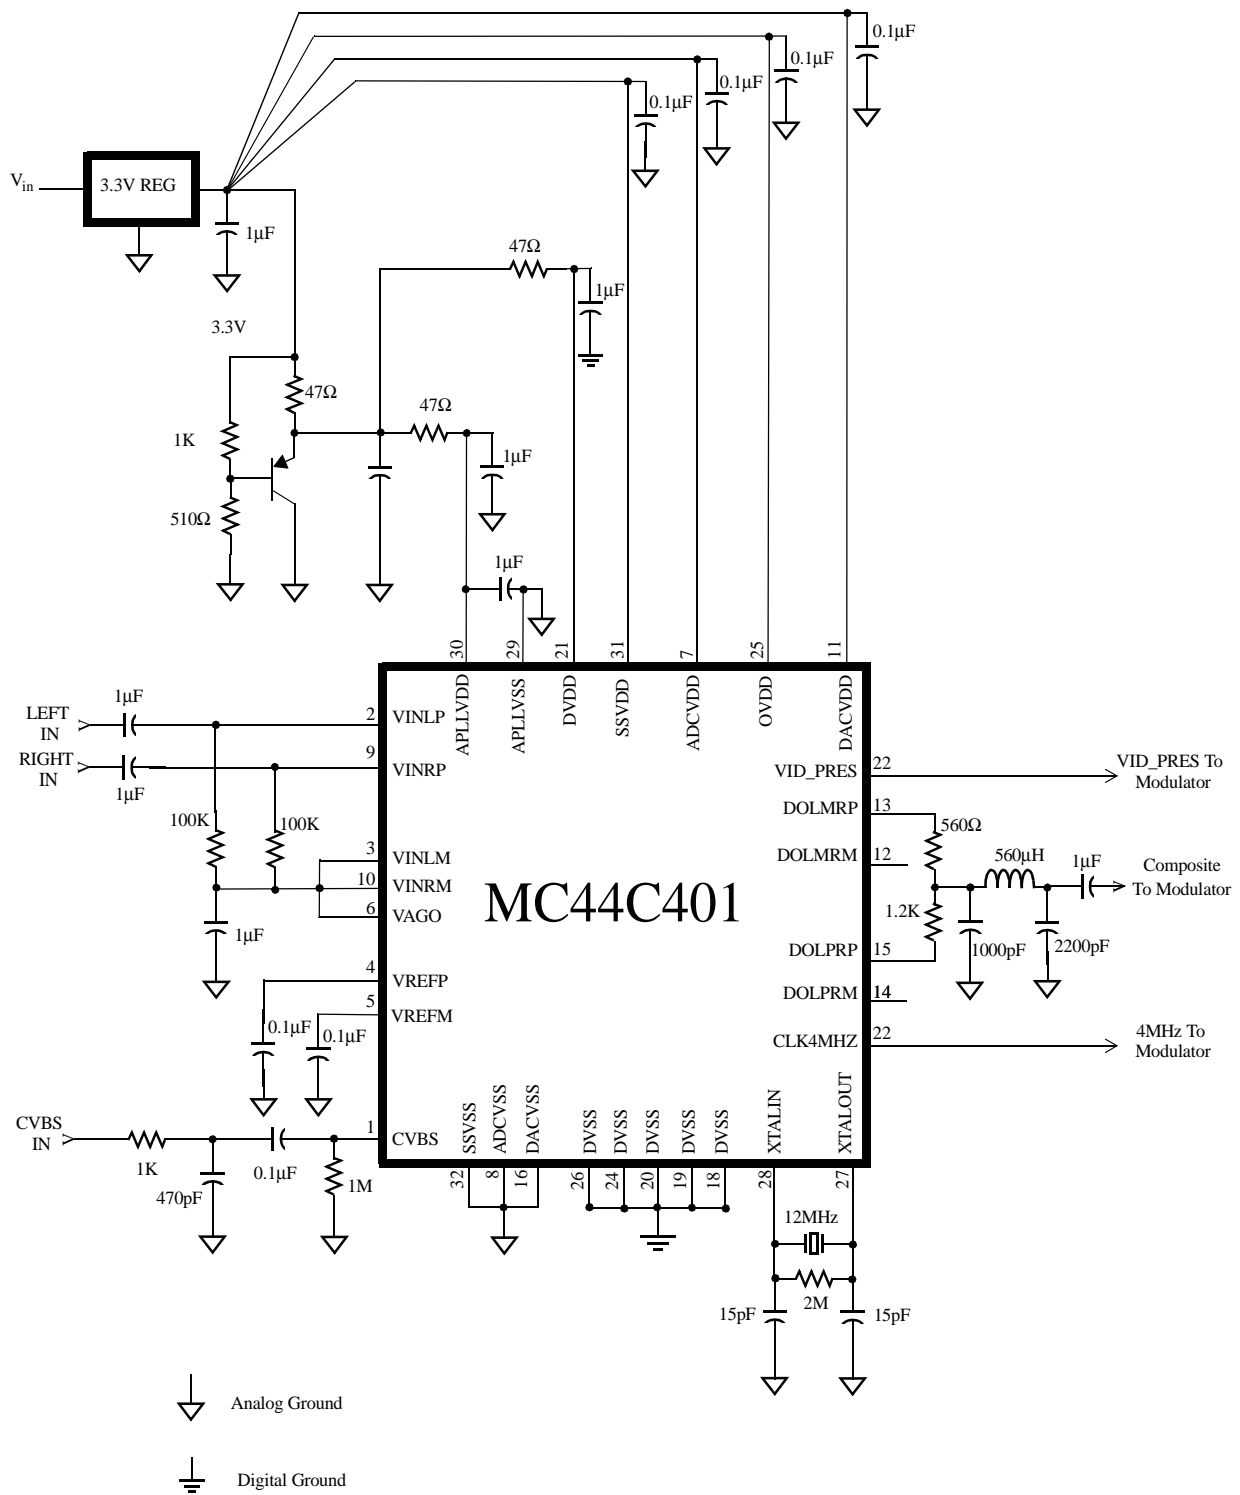 0.1µF
0.1µF
0.1µF
0.1µF
Vin
3.3V REG
1µF
47Ω
1µF
3.3V
47Ω
47Ω
1K
1µF
510Ω
1µF
30
29
21
31
7
25
11
APLLVDD
APLLVSS
DVDD
SSVDD
ADCVDD
OVDD
DACVDD
LEFT
IN
1µF
2
VINLP
RIGHT
IN
1µF
9
VINRP
100K
100K
3
VINLM
10
VINRM
6
VAGO
1µF
4
VREFP
5
VREFM
0.1µF
0.1µF
CVBS
IN
1K
470pF
0.1µF
1M
1
CVBS
MC44C401
VID_PRES
22
VID_PRES To
Modulator
DOLMRP
13
560Ω
DOLMRM
12
560µH
1µF
Composite
To Modulator
1.2K
1000pF
2200pF
DOLPRP
15
DOLPRM
14
CLK4MHZ
22
4MHz To
Modulator
SSVSS
ADCVSS
DACVSS
DVSS
DVSS
DVSS
DVSS
DVSS
XTALIN
XTALOUT
32
8
16
26
24
20
19
18
28
27
12MHz
2M
15pF
15pF
Analog Ground
Digital Ground